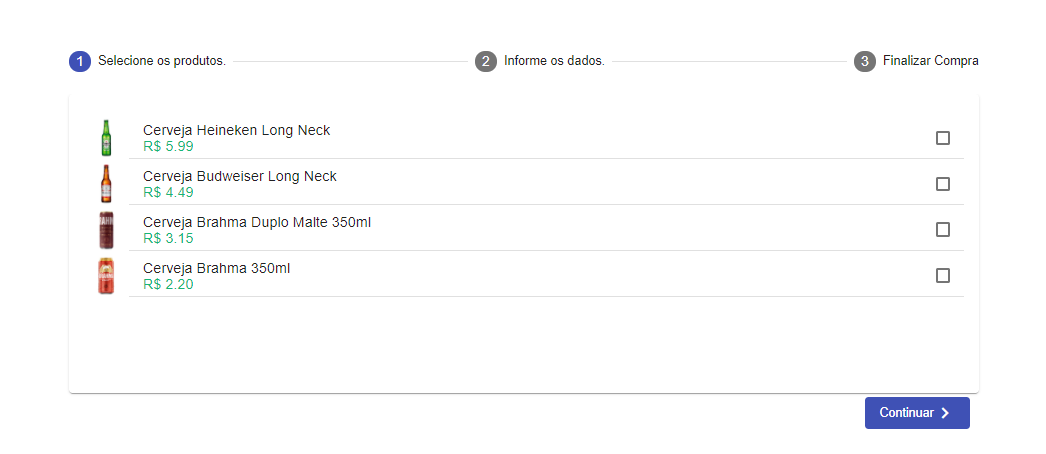 1 Selecione os produtos. 2 Informe os dados. 3 Finalizar Compra
Cerveja Heineken Long Neck
R$ 5.99
Cerveja Budweiser Long Neck
R$ 4.49
Cerveja Brahma Duplo Malte 350ml
R$ 3.15
Cerveja Brahma 350ml
R$ 2.20
Continuar